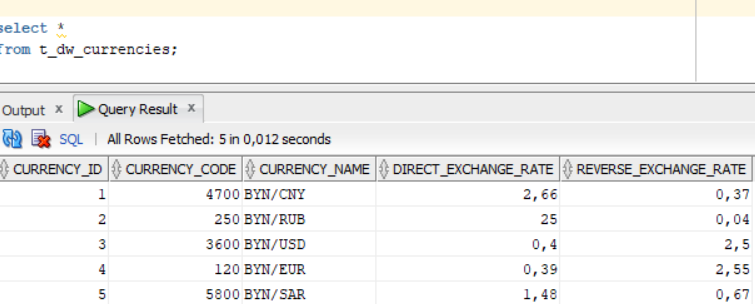 select *
from t_dw_currencies;
Output x Query Result x
SQL | All Rows Fetched: 5 in 0,012 seconds
CURRENCY_ID CURRENCY_CODE CURRENCY_NAME DIRECT_EXCHANGE_RATE REVERSE_EXCHANGE_RATE
1 4700 BYN/CNY 2,66 0,37
2 250 BYN/RUB 25 0,04
3 3600 BYN/USD 0,4 2,5
4 120 BYN/EUR 0,39 2,55
5 5800 BYN/SAR 1,48 0,67